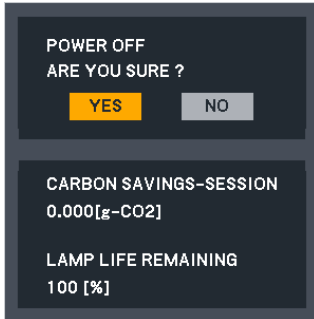 POWER OFF
ARE YOU SURE ?
YES NO
CARBON SAVINGS-SESSION
0.000[g-CO2]
LAMP LIFE REMAINING
100 [%]